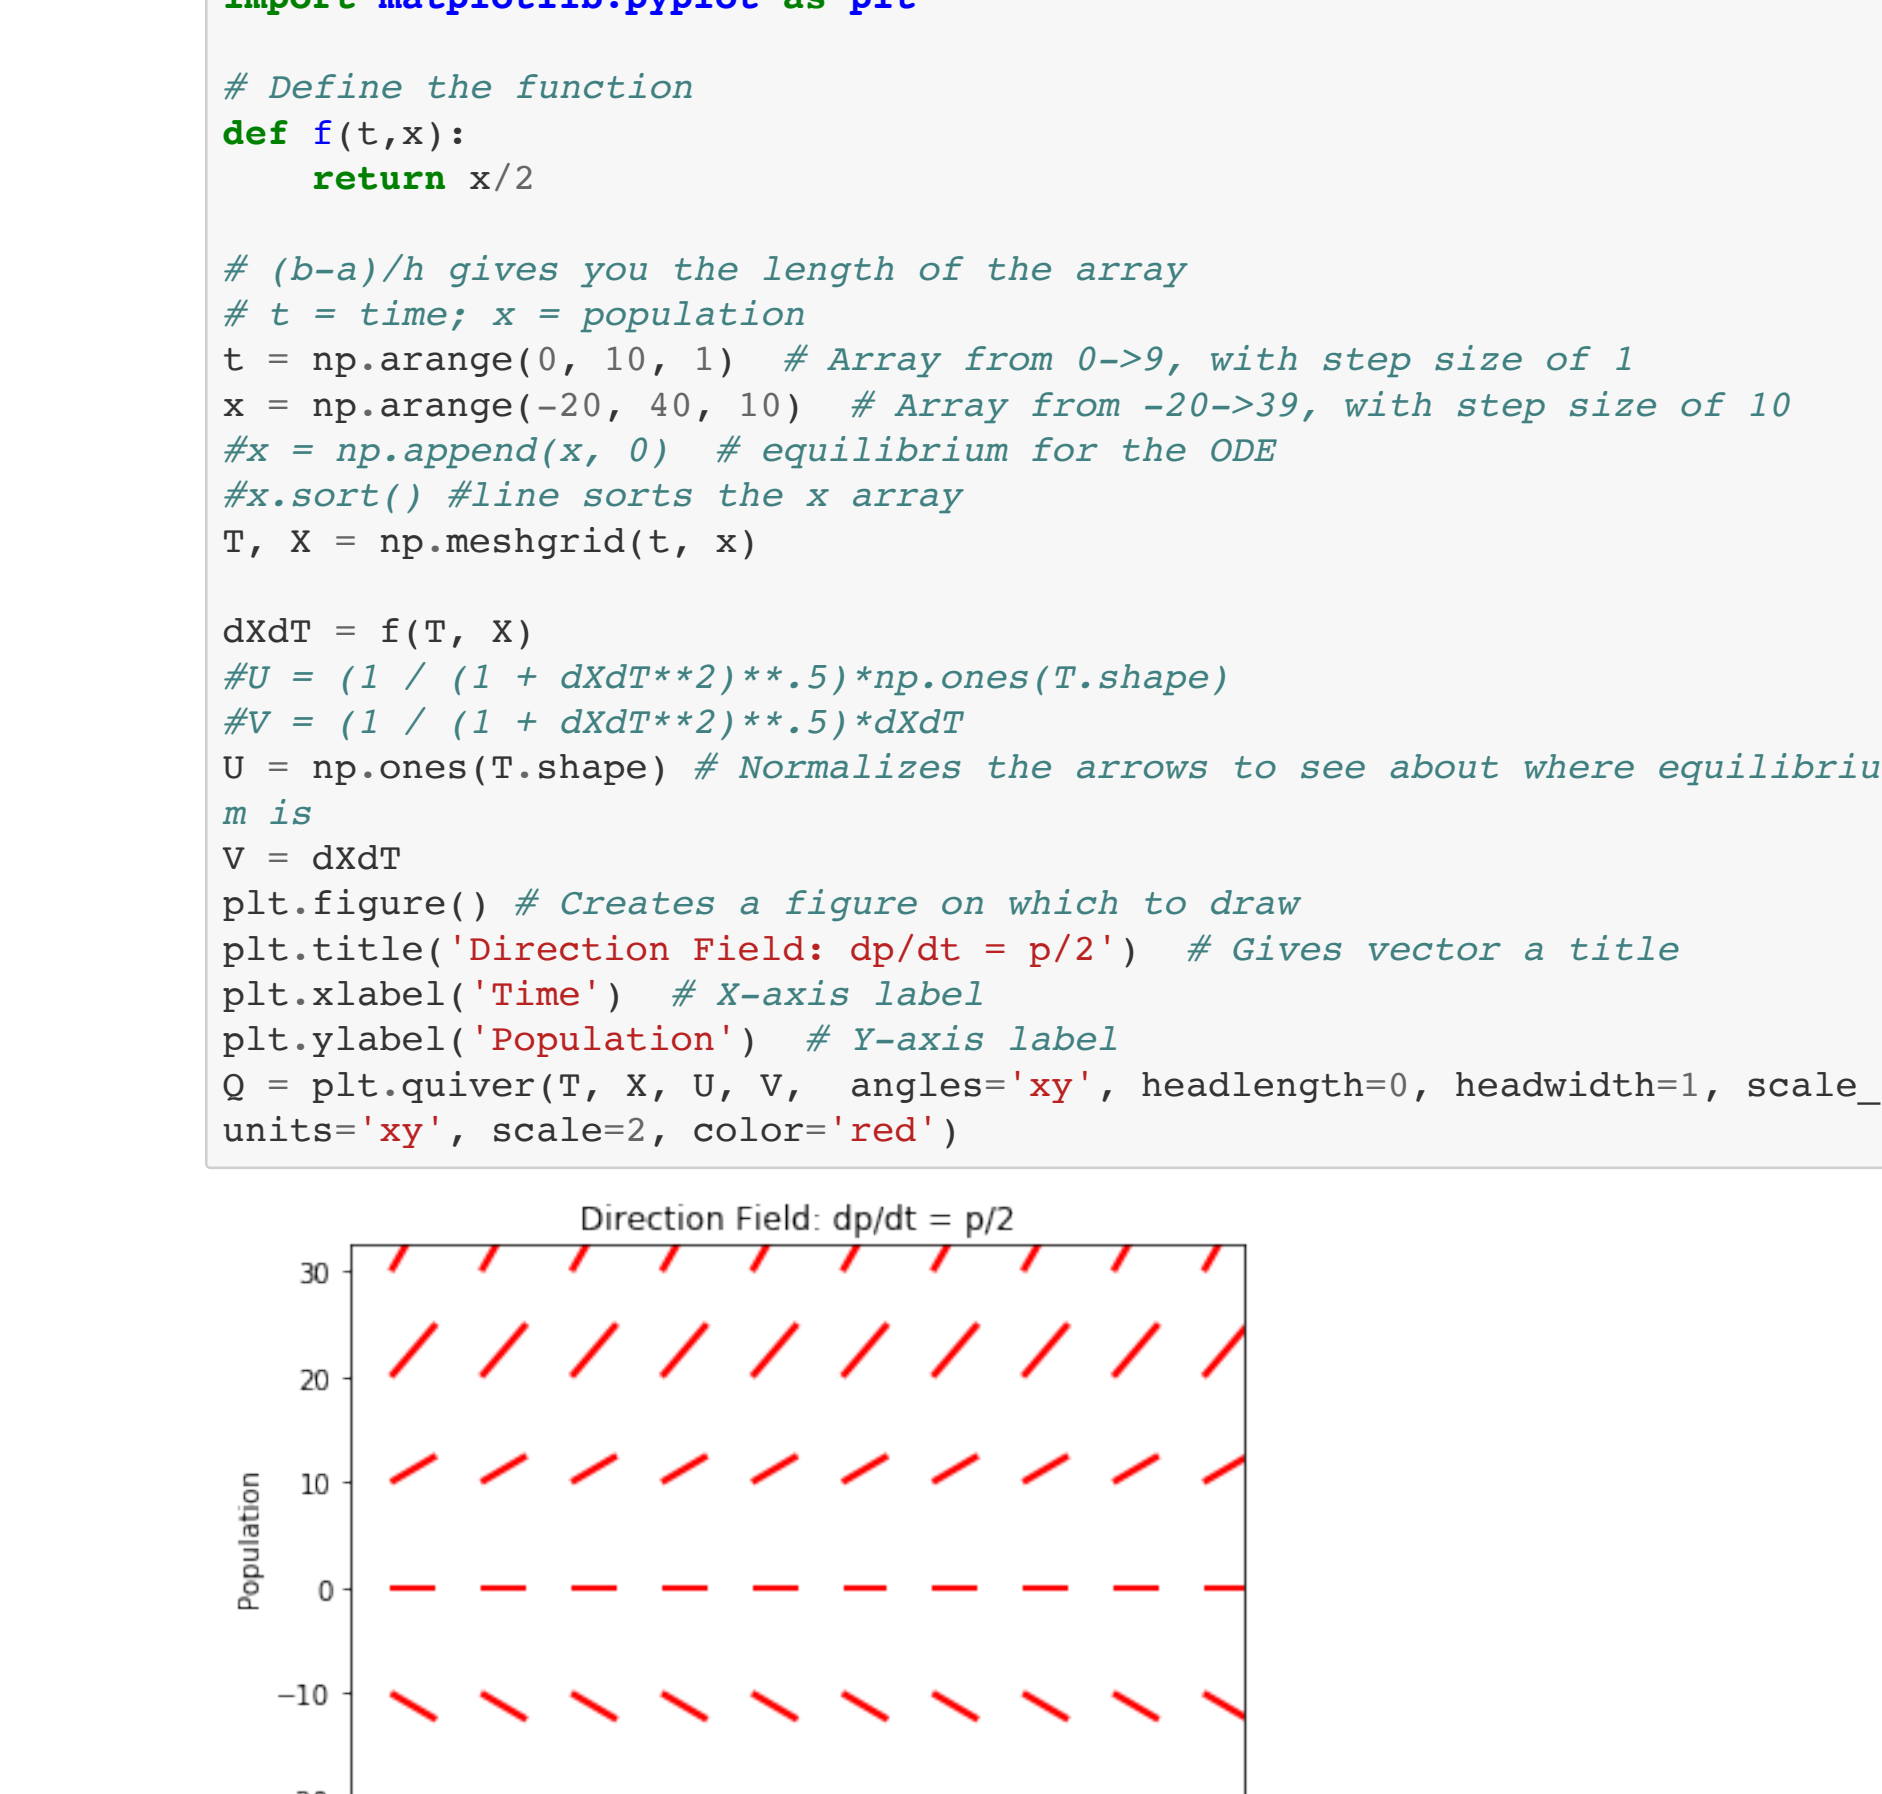 import matplotlib.pyplot as plt
# Define the function
def f(t,x):
    return x/2
# (b-a)/h gives you the length of the array
# t = time; x = population
t = np.arange(0, 10, 1)  # Array from 0->9, with step size of 1
x = np.arange(-20, 40, 10)  # Array from -20->39, with step size of 10
#x = np.append(x, 0)  # equilibrium for the ODE
#x.sort() #line sorts the x array
T, X = np.meshgrid(t, x)
dXdT = f(T, X)
#U = (1 / (1 + dXdT**2)**.5)*np.ones(T.shape)
#V = (1 / (1 + dXdT**2)**.5)*dXdT
U = np.ones(T.shape) # Normalizes the arrows to see about where equilibriu
m is
V = dXdT
plt.figure() # Creates a figure on which to draw
plt.title('Direction Field: dp/dt = p/2')  # Gives vector a title
plt.xlabel('Time')  # X-axis label
plt.ylabel('Population')  # Y-axis label
Q = plt.quiver(T, X, U, V,  angles='xy', headlength=0, headwidth=1, scale_
units='xy', scale=2, color='red')
Direction Field: dp/dt = p/2
30
20
10
Population
0
−10